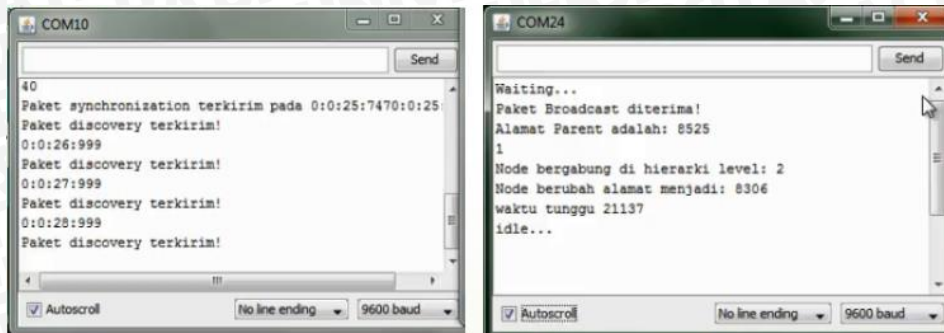 COM10
Send
40
Paket synchronization terkirim pada 0:0:25:7470:0:25:
Paket discovery terkirim!
0:0:26:999
Paket discovery terkirim!
0:0:27:999
Paket discovery terkirim!
0:0:28:999
Paket discovery terkirim!
Autoscroll
No line ending
9600 baud
COM24
Send
Waiting...
Paket Broadcast diterima!
Alamat Parent adalah: 8525
1
Node bergabung di hierarki level: 2
Node berubah alamat menjadi: 8306
waktu tunggu 21137
idle...
Autoscroll
No line ending
9600 baud